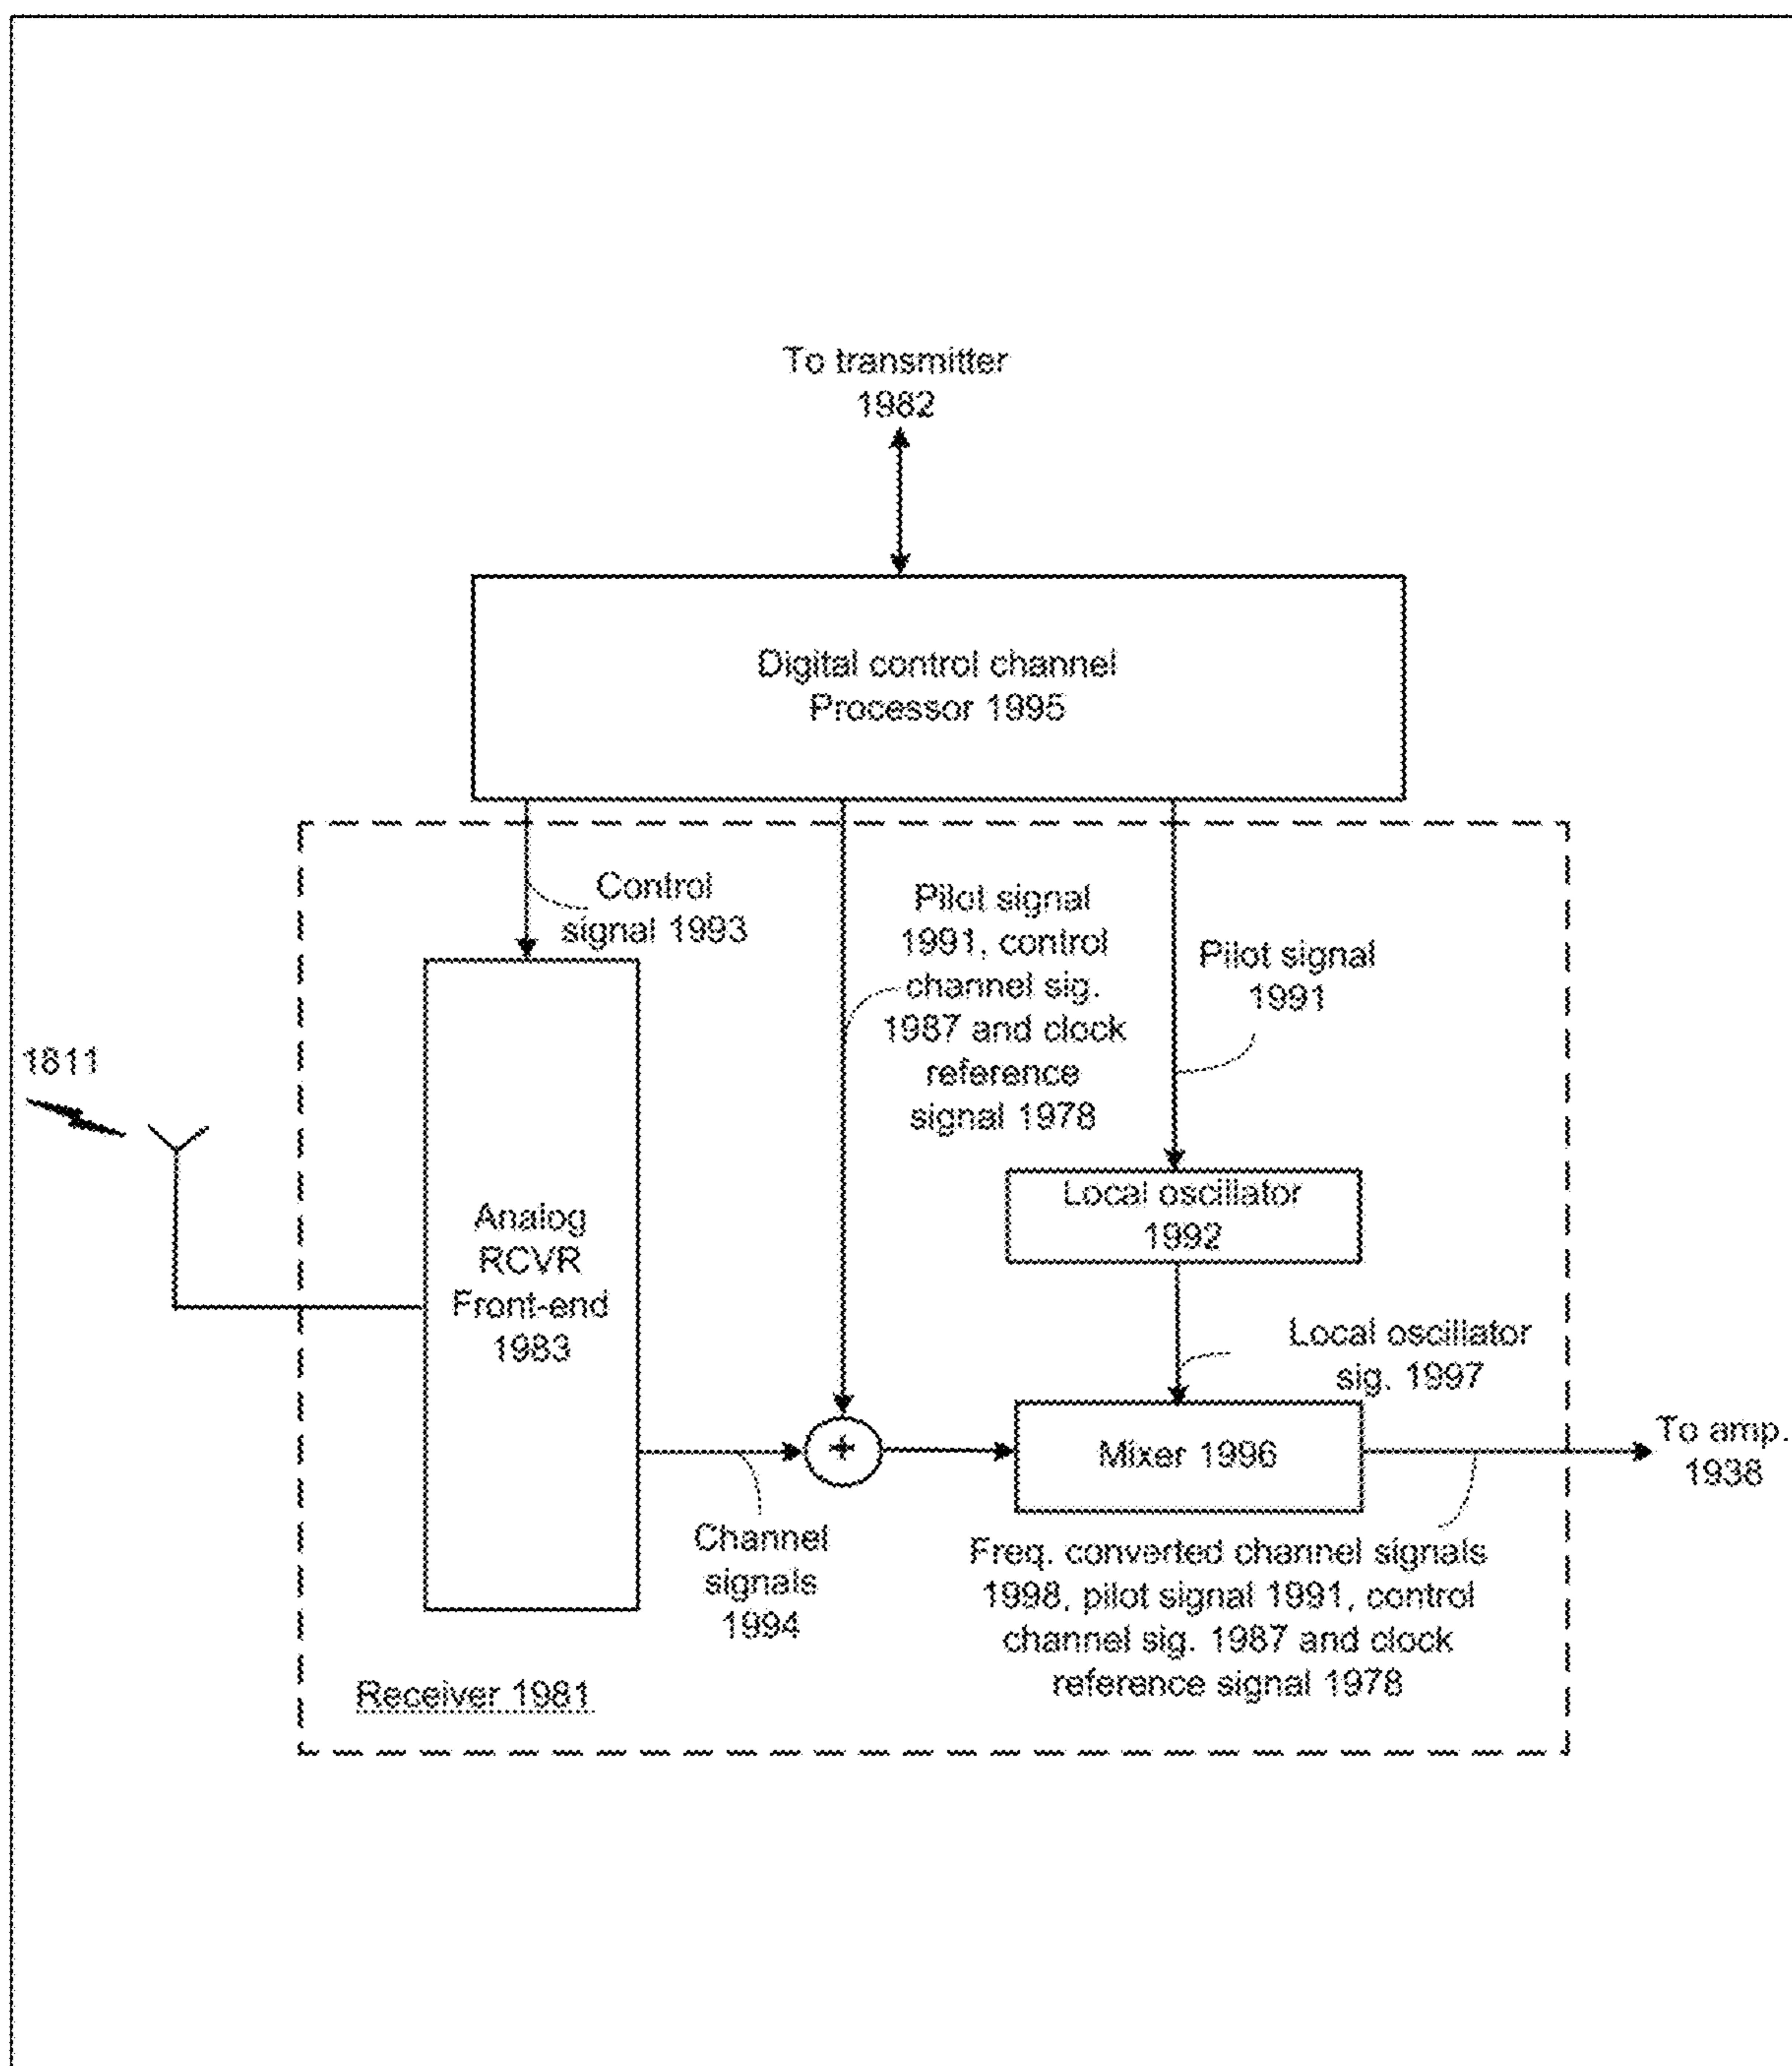 To transmitter
1982
Digital control channel
Processor 1995
Control
signal 1993
Pilot signal
1991, control
channel sig.
1987 and clock
reference
signal 1978
Pilot signal
1991
1811
Analog
RCVR
Front-end
1983
Local oscillator
1992
Local oscillator
sig. 1997
+
Mixer 1996
To amp.
1938
Channel
signals
1994
Freq. converted channel signals
1998, pilot signal 1991, control
channel sig. 1987 and clock
reference signal 1978
Receiver 1981